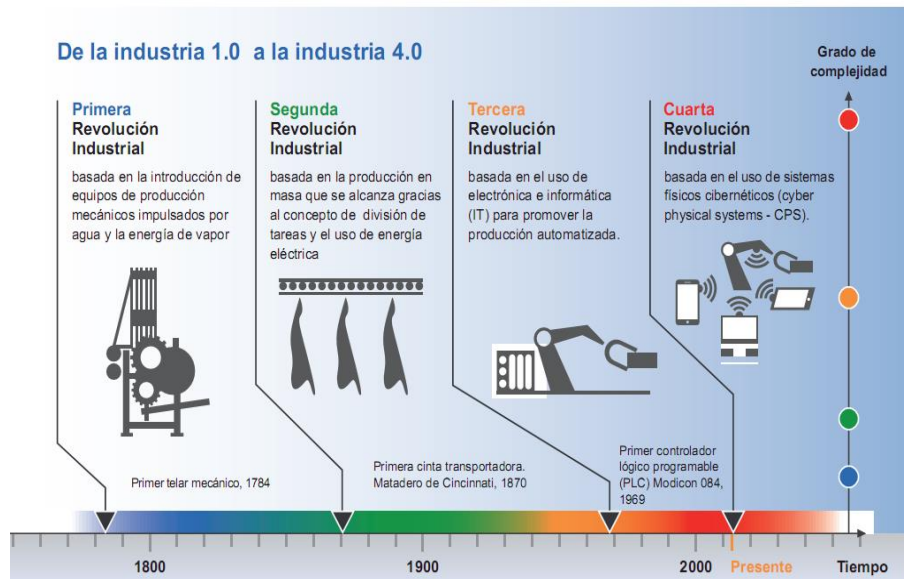 De la industria 1.0 a la industria 4.0
Grado de
complejidad
Primera
Revolución
Industrial
basada en la introducción de
equipos de producción
mecánicos impulsados por
agua y la energía de vapor
Segunda
Revolución
Industrial
basada en la producción en
masa que se alcanza gracias
al concepto de división de
tareas y el uso de energía
eléctrica
Tercera
Revolución
Industrial
basada en el uso de
electrónica e informática
(IT) para promover la
producción automatizada.
Cuarta
Revolución
Industrial
basada en el uso de sistemas
físicos cibernéticos (cyber
physical systems - CPS).
Primer telar mecánico, 1784
Primera cinta transportadora.
Matadero de Cincinnati, 1870
Primer controlador
lógico programable
(PLC) Modicon 084,
1969
1800
1900
2000
Presente
Tiempo